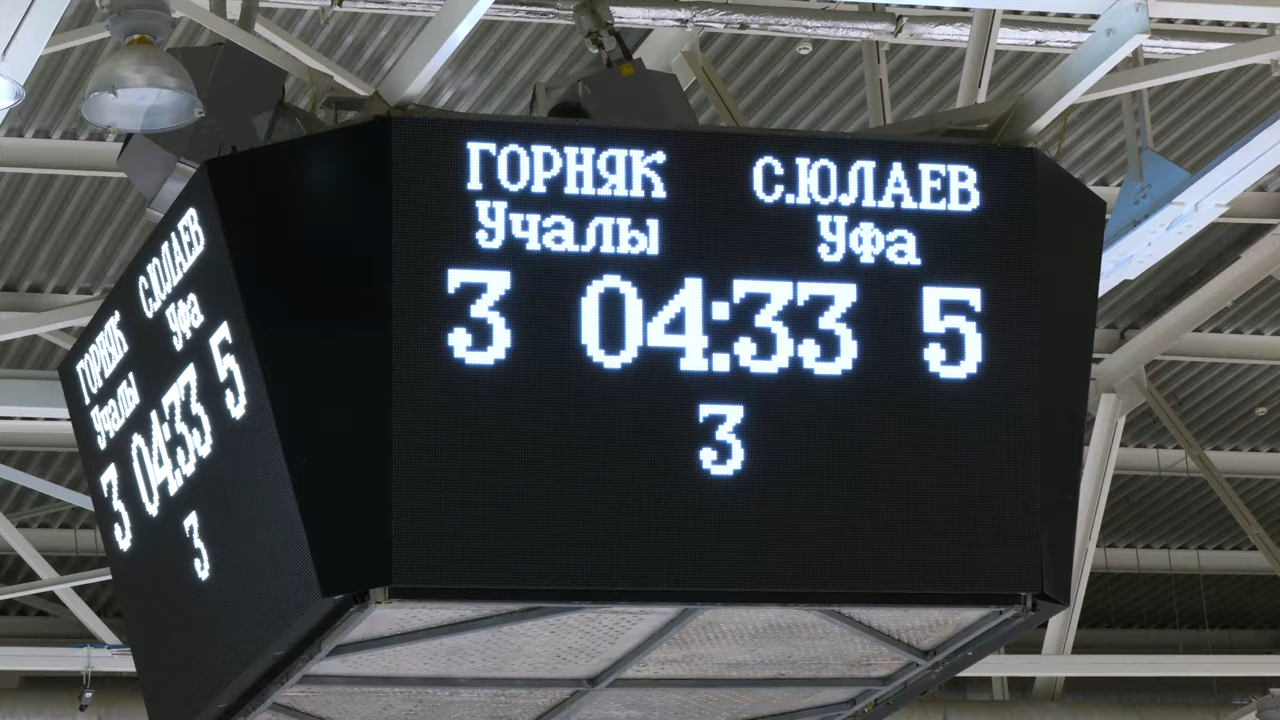 ГОРНЯК С.ЮЛАЕВ
Учалы Уфа
3 04:33 5
3
С.ЮЛАЕВ
ГОРНЯК Уфа
Учалы 5
3 04:33
3